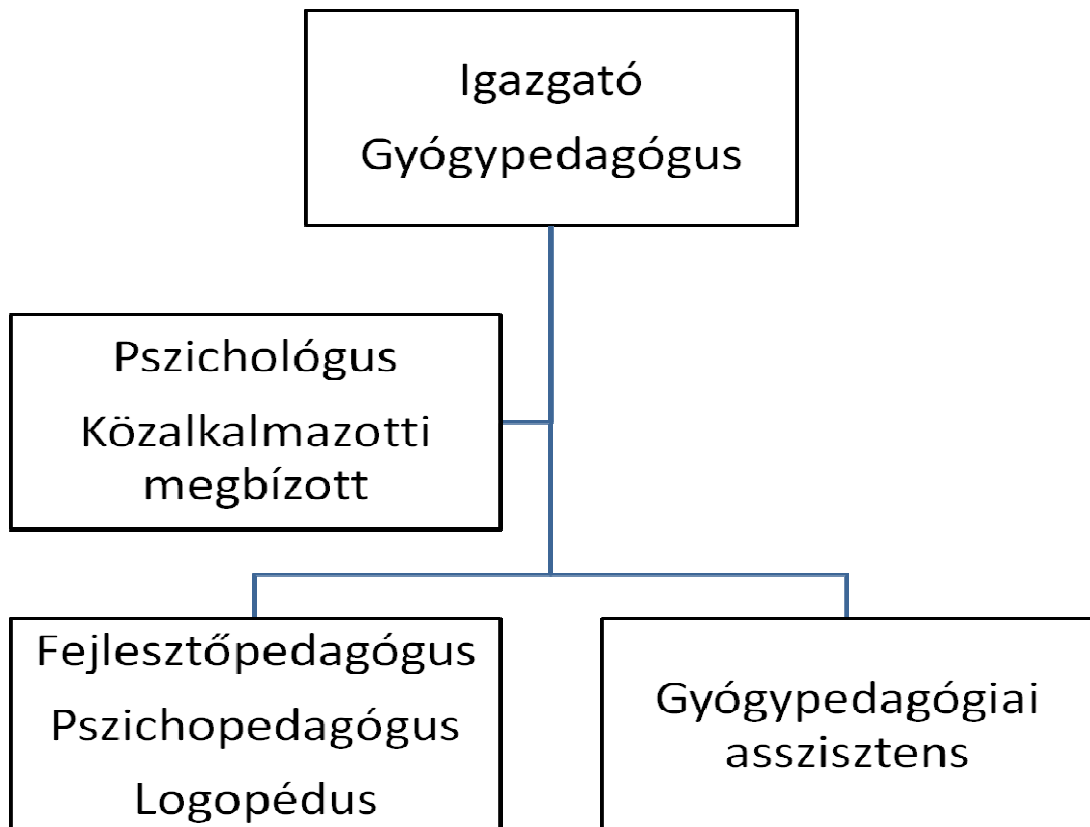 Igazgató
Gyógypedagógus
Pszichológus
Közalkalmazotti
megbízott
Fejlesztőpedagógus
Pszichopedagógus
Logopédus
Gyógypedagógiai
asszisztens